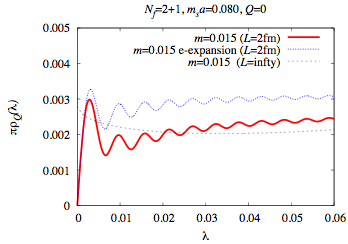 N_f=2+1, m_s a=0.080, Q=0
m=0.015 (L=2fm)
m=0.015 e-expansion (L=2fm)
m=0.015 (L=infty)
πρ_Q(λ)
0.005
0.004
0.003
0.002
0.001
0
0 0.01 0.02 0.03 0.04 0.05 0.06
λ